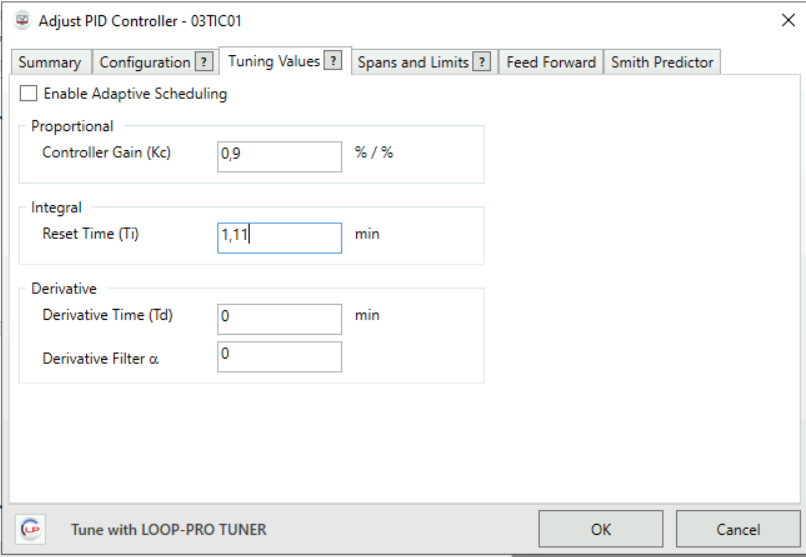 Adjust PID Controller - 03TIC01
Summary Configuration ? Tuning Values ? Spans and Limits ? Feed Forward Smith Predictor
Enable Adaptive Scheduling
Proportional
Controller Gain (Kc) 0,9 % / %
Integral
Reset Time (Ti) 1,11 min
Derivative
Derivative Time (Td) 0 min
Derivative Filter α 0
LP Tune with LOOP-PRO TUNER OK Cancel